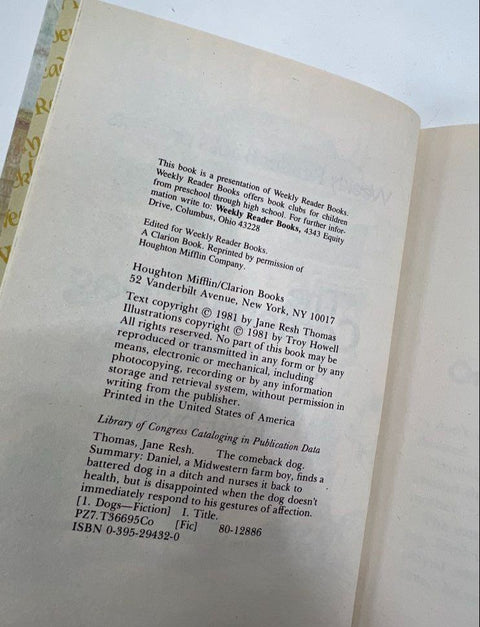 This book is a presentation of Weekly Reader Books.
Weekly Reader Books offers book clubs for children
from preschool through high school. For further infor-
mation write to: Weekly Reader Books, 4343 Equity
Drive, Columbus, Ohio 43228
Edited for Weekly Reader Books.
A Clarion Book. Reprinted by permission of
Houghton Mifflin Company.
Houghton Mifflin/Clarion Books
52 Vanderbilt Avenue, New York, NY 10017
Text copyright © 1981 by Jane Resh Thomas
Illustrations copyright © 1981 by Troy Howell
All rights reserved. No part of this book may be
reproduced or transmitted in any form or by any
means, electronic or mechanical, including
photocopying, recording or by any information
storage and retrieval system, without permission in
writing from the publisher.
Printed in the United States of America
Library of Congress Cataloging in Publication Data
Thomas, Jane Resh. The comeback dog.
Summary: Daniel, a Midwestern farm boy, finds a
battered dog in a ditch and nurses it back to
health, but is disappointed when the dog doesn't
immediately respond to his gestures of affection.
[1. Dogs—Fiction] I. Title.
PZ7.T36695Co [Fic] 80-12886
ISBN 0-395-29432-0